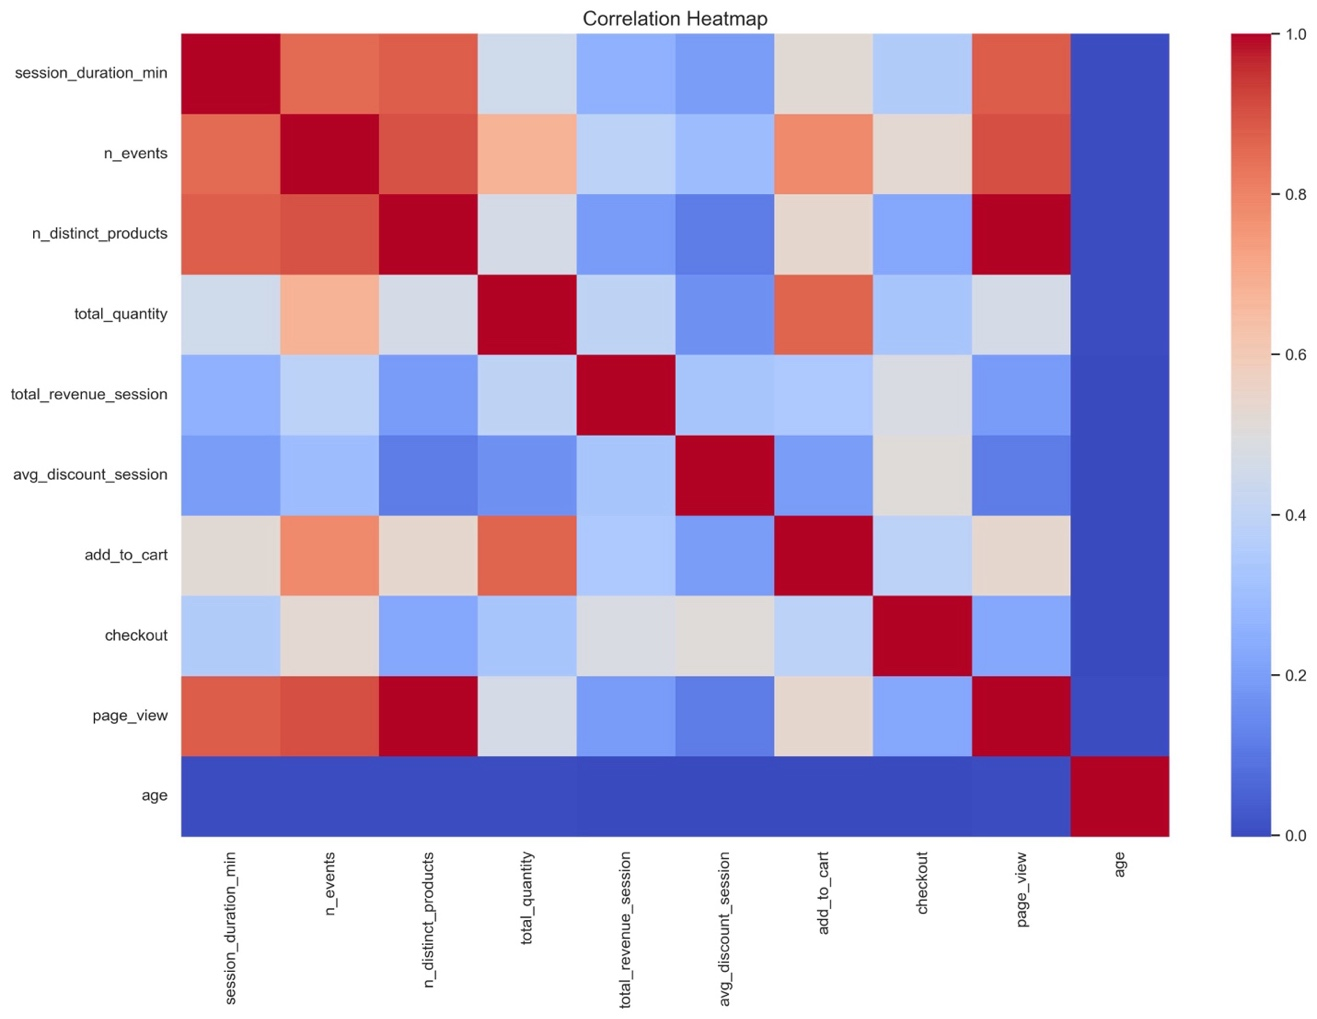 Correlation Heatmap
session_duration_min
n_events
n_distinct_products
total_quantity
total_revenue_session
avg_discount_session
add_to_cart
checkout
page_view
age
session_duration_min
n_events
n_distinct_products
total_quantity
total_revenue_session
avg_discount_session
add_to_cart
checkout
page_view
age
1.0
0.8
0.6
0.4
0.2
0.0